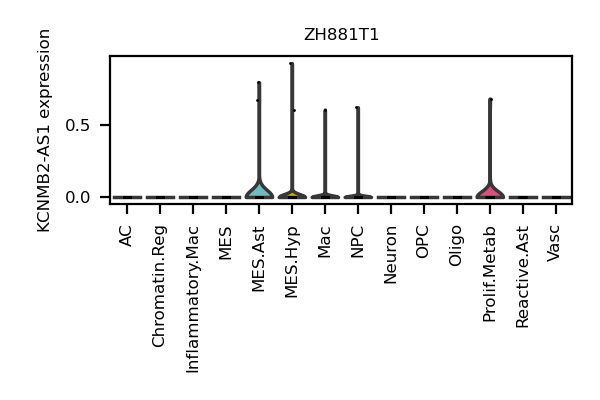 ZH881T1
KCNMB2-AS1 expression
0.5
0.0
AC
Chromatin.Reg
Inflammatory.Mac
MES
MES.Ast
MES.Hyp
Mac
NPC
Neuron
OPC
Oligo
Prolif.Metab
Reactive.Ast
Vasc